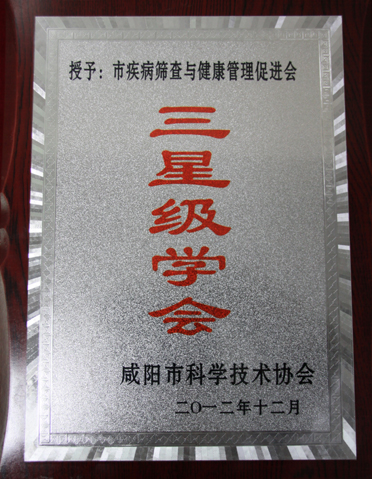 授予：市疾病筛查与健康管理促进会
三星级学会
咸阳市科学技术协会
二〇一二年十二月